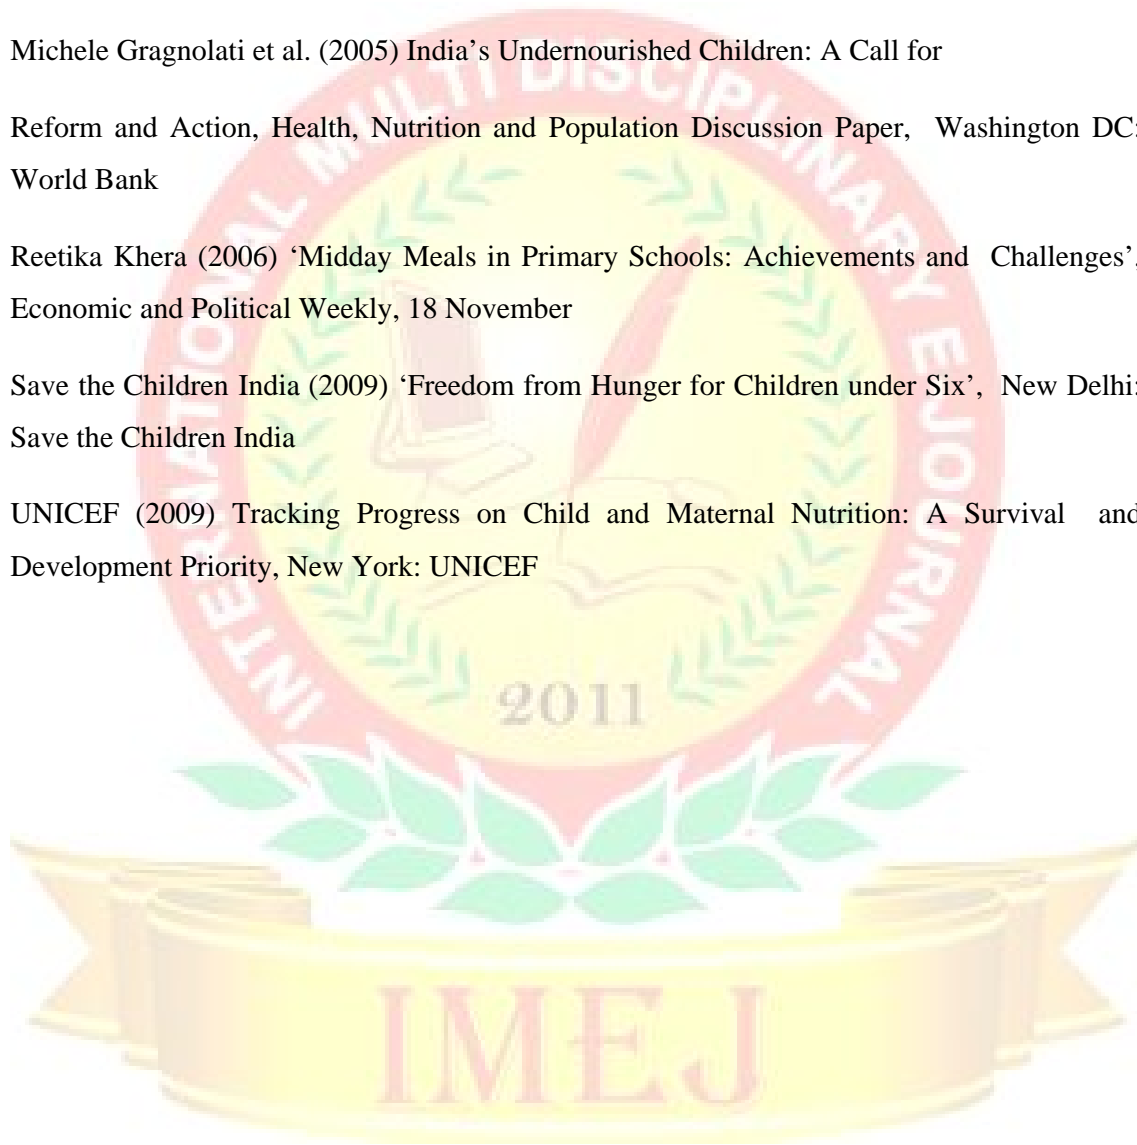 Michele Gragnolati et al. (2005) India’s Undernourished Children: A Call for
Reform and Action, Health, Nutrition and Population Discussion Paper, Washington DC:
World Bank
Reetika Khera (2006) ‘Midday Meals in Primary Schools: Achievements and Challenges’,
Economic and Political Weekly, 18 November
Save the Children India (2009) ‘Freedom from Hunger for Children under Six’, New Delhi:
Save the Children India
UNICEF (2009) Tracking Progress on Child and Maternal Nutrition: A Survival and
Development Priority, New York: UNICEF
INTERNATIONAL MULTI DISCIPLINARY EJOURNAL
2011
IMEJ